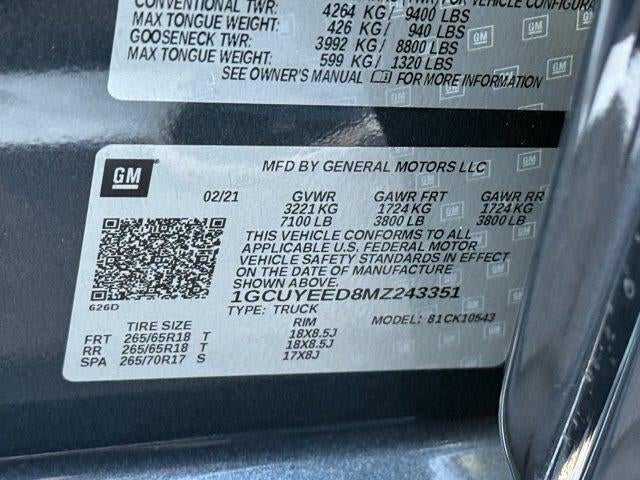 CONVENTIONAL TWR: 4264 KG/ 9400 LBS
MAX TONGUE WEIGHT: 426 KG/ 940 LBS
GOOSENECK TWR: 3992 KG/ 8800 LBS
MAX TONGUE WEIGHT: 599 KG/ 1320 LBS
SEE OWNER'S MANUAL FOR MORE INFORMATION
GM
MFD BY GENERAL MOTORS LLC
02/21 GVWR GAWR FRT GAWR RR
3221 KG 1724 KG 1724 KG
7100 LB 3800 LB 3800 LB
THIS VEHICLE CONFORMS TO ALL
APPLICABLE U.S. FEDERAL MOTOR
VEHICLE SAFETY STANDARDS IN EFFECT
ON THE DATE OF MANUFACTURE
SHOWN ABOVE.
1GCUYEED8MZ243351
626D
TYPE: TRUCK MODEL: 81CK10543
TIRE SIZE RIM
FRT 265/65R18 T 18X8.5J
RR 265/65R18 T 18X8.5J
SPA 265/70R17 S 17X8J